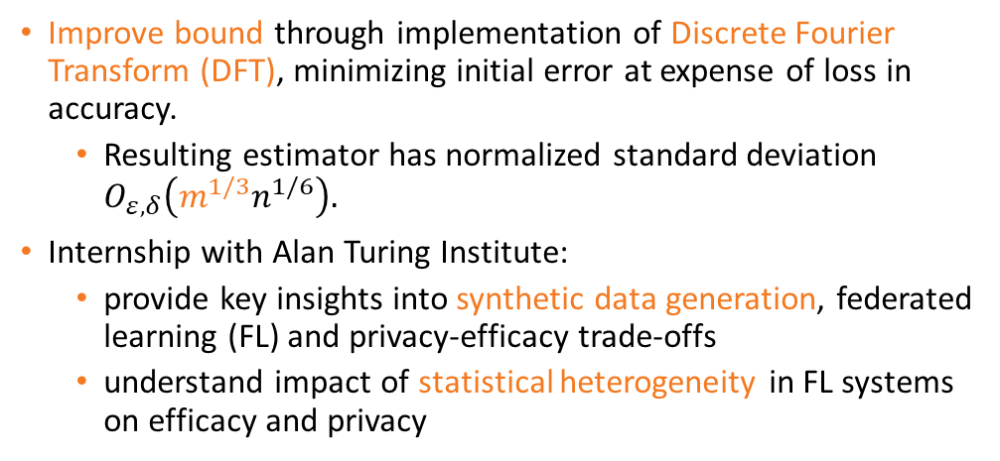 • Improve bound through implementation of Discrete Fourier
Transform (DFT), minimizing initial error at expense of loss in
accuracy.
• Resulting estimator has normalized standard deviation
$O_{\varepsilon,\delta}(m^{1/3}n^{1/6})$.
• Internship with Alan Turing Institute:
• provide key insights into synthetic data generation, federated
learning (FL) and privacy-efficacy trade-offs
• understand impact of statistical heterogeneity in FL systems
on efficacy and privacy